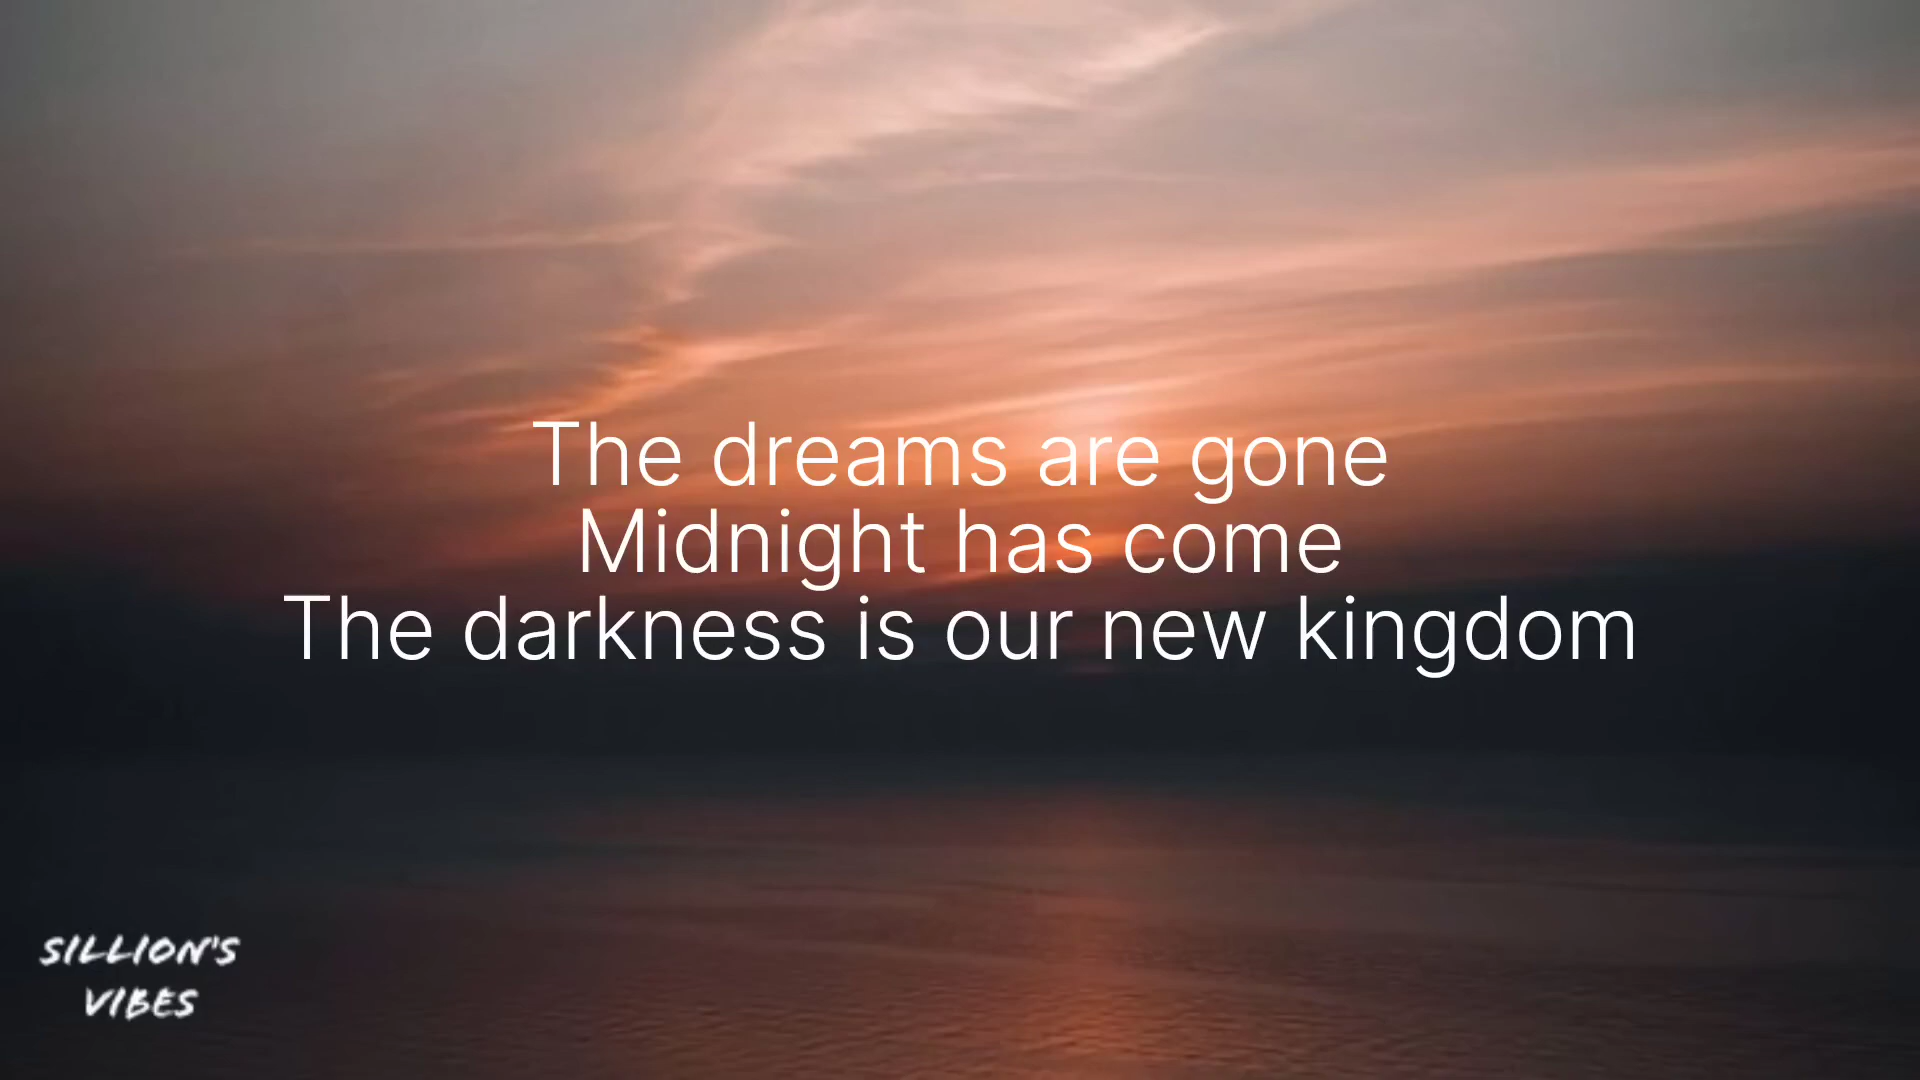 The dreams are gone
Midnight has come
The darkness is our new kingdom
SILLION'S
VIBES